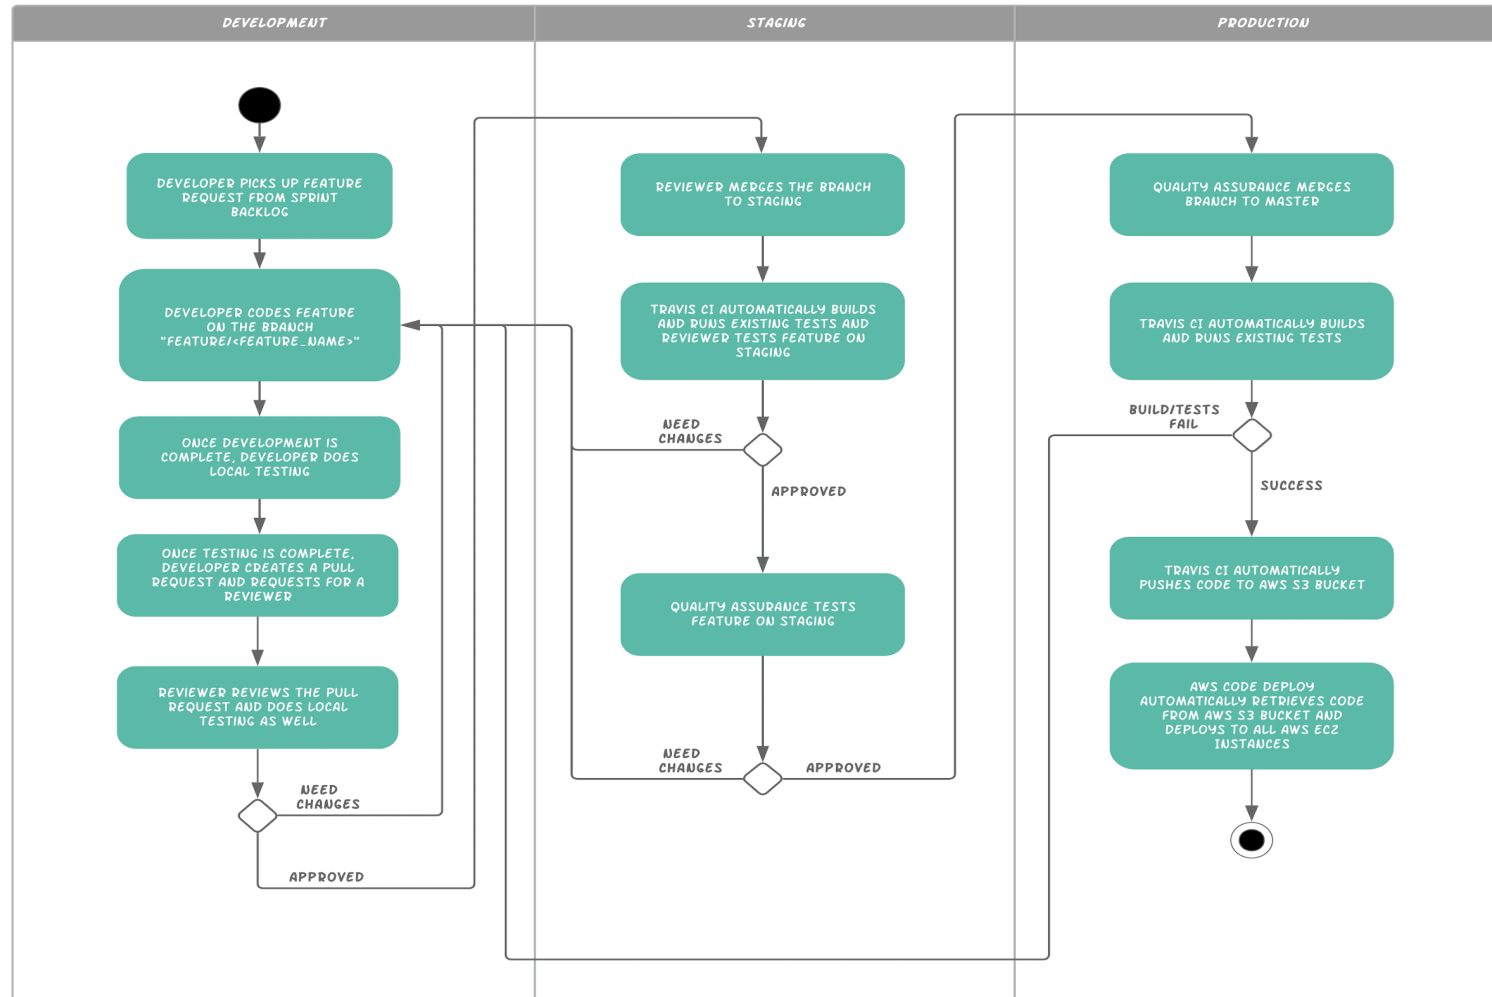 DEVELOPMENT
STAGING
PRODUCTION
DEVELOPER PICKS UP FEATURE
REQUEST FROM SPRINT
BACKLOG
DEVELOPER CODES FEATURE
ON THE BRANCH
"FEATURE/<FEATURE_NAME>"
ONCE DEVELOPMENT IS
COMPLETE, DEVELOPER DOES
LOCAL TESTING
ONCE TESTING IS COMPLETE,
DEVELOPER CREATES A PULL
REQUEST AND REQUESTS FOR A
REVIEWER
REVIEWER REVIEWS THE PULL
REQUEST AND DOES LOCAL
TESTING AS WELL
NEED
CHANGES
APPROVED
REVIEWER MERGES THE BRANCH
TO STAGING
TRAVIS CI AUTOMATICALLY BUILDS
AND RUNS EXISTING TESTS AND
REVIEWER TESTS FEATURE ON
STAGING
NEED
CHANGES
APPROVED
QUALITY ASSURANCE TESTS
FEATURE ON STAGING
NEED
CHANGES
APPROVED
QUALITY ASSURANCE MERGES
BRANCH TO MASTER
TRAVIS CI AUTOMATICALLY BUILDS
AND RUNS EXISTING TESTS
BUILD/TESTS
FAIL
SUCCESS
TRAVIS CI AUTOMATICALLY
PUSHES CODE TO AWS S3 BUCKET
AWS CODE DEPLOY
AUTOMATICALLY RETRIEVES CODE
FROM AWS S3 BUCKET AND
DEPLOYS TO ALL AWS EC2
INSTANCES